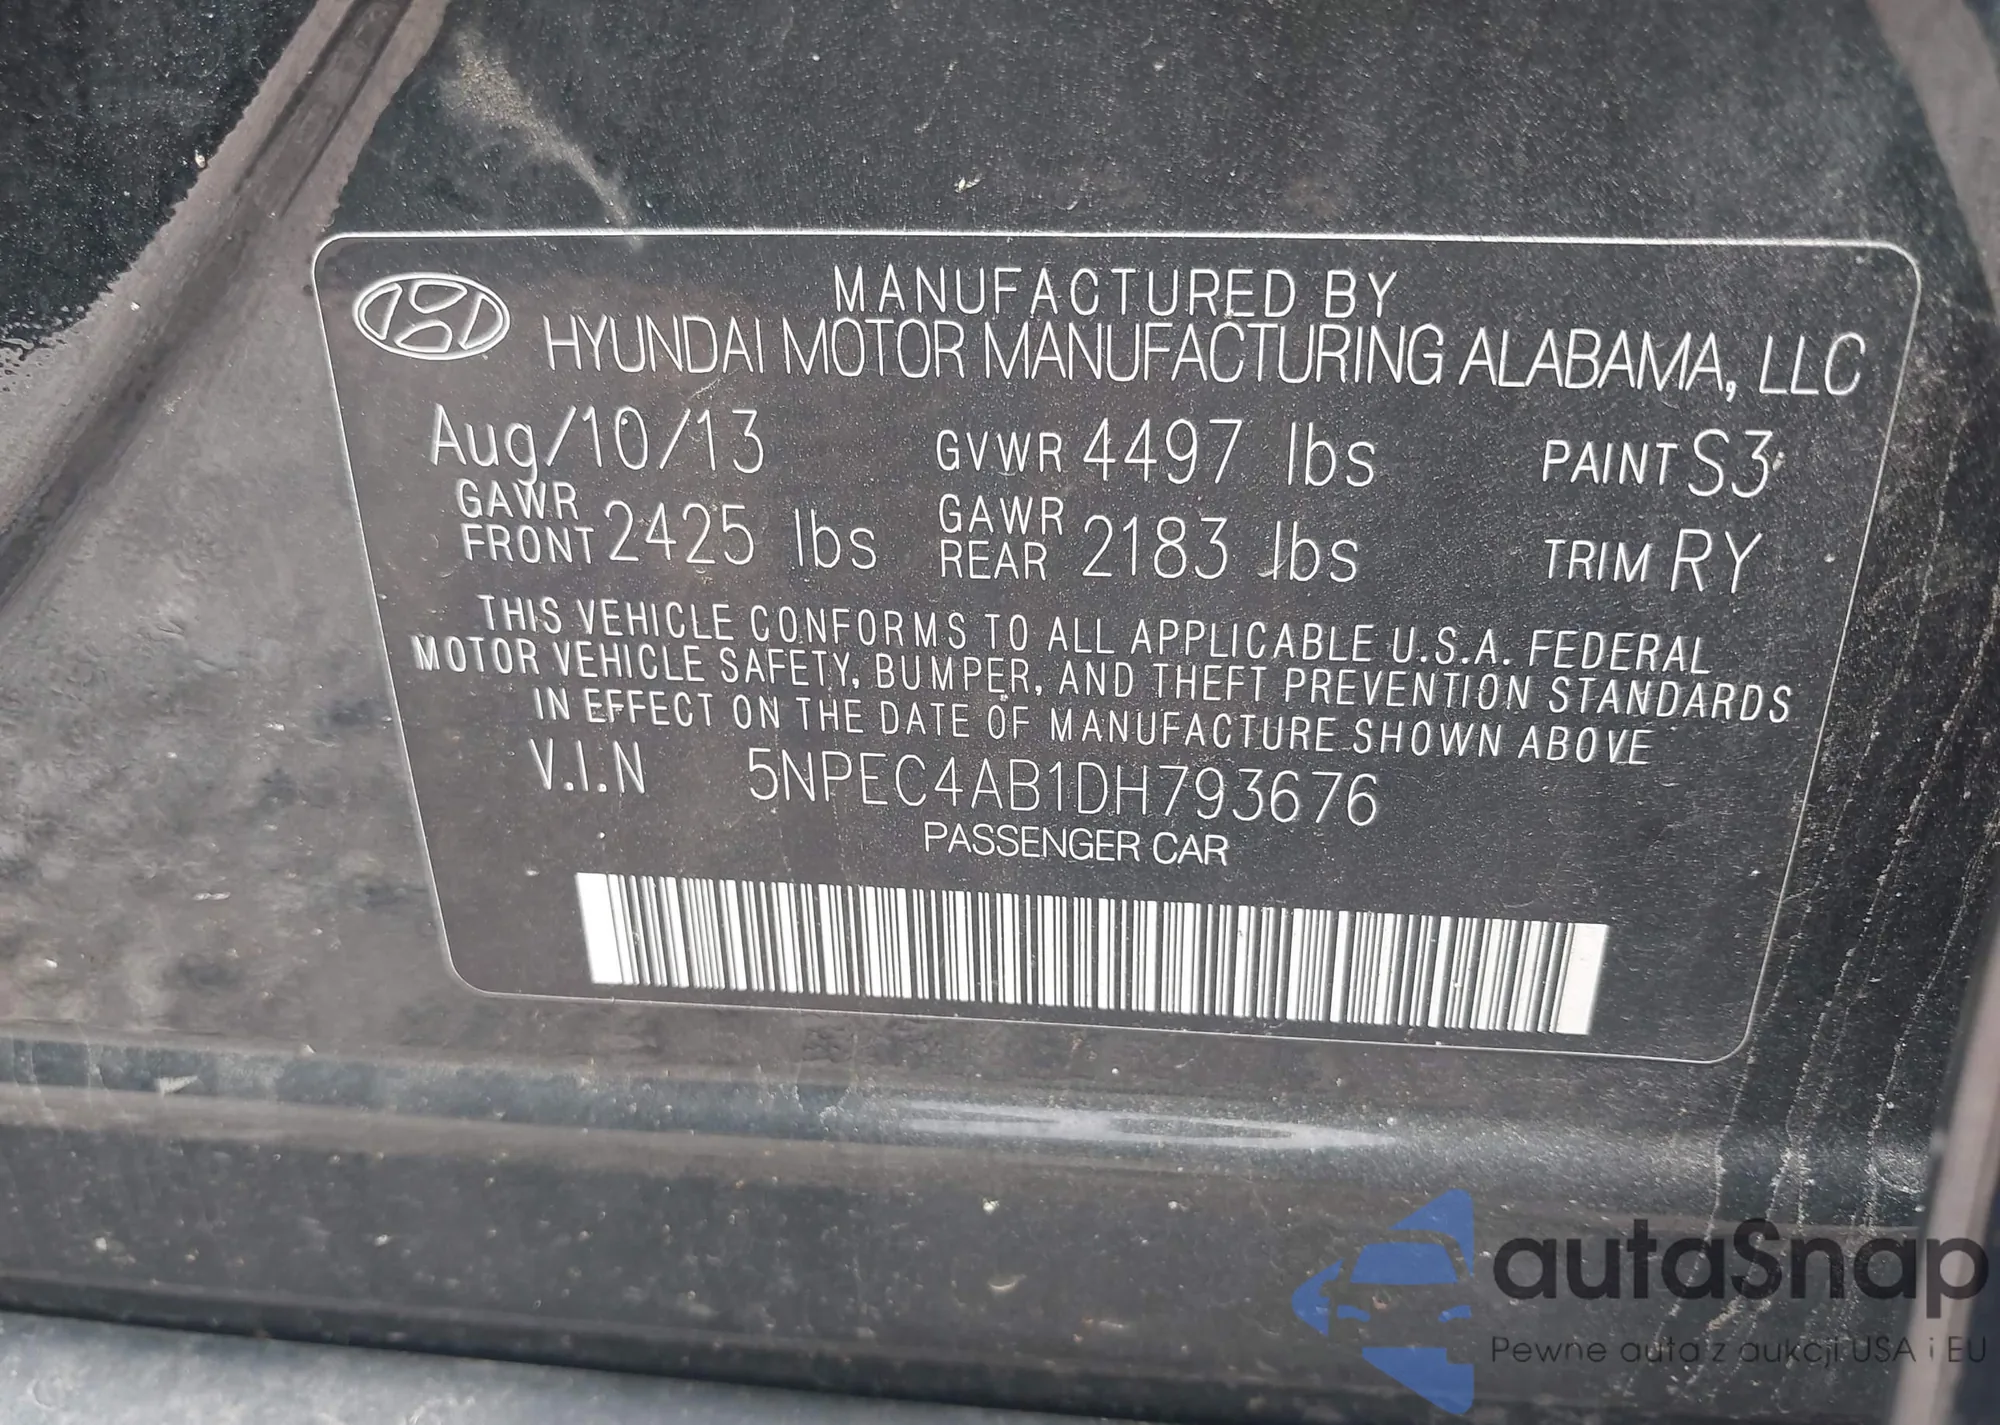 MANUFACTURED BY
HYUNDAI MOTOR MANUFACTURING ALABAMA, LLC
Aug/10/13 GVWR 4497 lbs PAINT S3
GAWR FRONT 2425 lbs GAWR REAR 2183 lbs TRIM RY
THIS VEHICLE CONFORMS TO ALL APPLICABLE U.S.A. FEDERAL
MOTOR VEHICLE SAFETY, BUMPER, AND THEFT PREVENTION STANDARDS
IN EFFECT ON THE DATE OF MANUFACTURE SHOWN ABOVE
V.I.N 5NPEC4AB1DH793676
PASSENGER CAR
autaSnap
Pewne auta z aukcji USA i EU